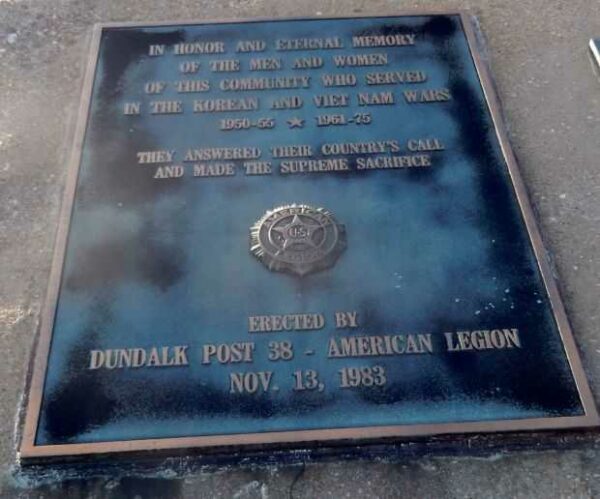 IN HONOR AND ETERNAL MEMORY
OF THE MEN AND WOMEN
OF THIS COMMUNITY WHO SERVED
IN THE KOREAN AND VIET NAM WARS
1950-55 ★ 1961-75
THEY ANSWERED THEIR COUNTRY'S CALL
AND MADE THE SUPREME SACRIFICE
AMERICAN
U.S.
LEGION
ERECTED BY
DUNDALK POST 38 - AMERICAN LEGION
NOV. 13, 1983